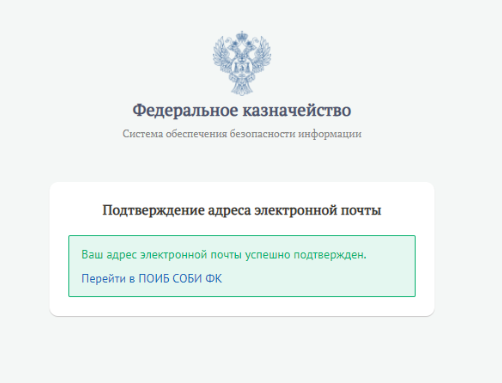 Федеральное казначейство
Система обеспечения безопасности информации
Подтверждение адреса электронной почты
Ваш адрес электронной почты успешно подтвержден.
Перейти в ПОИБ СОБИ ФК